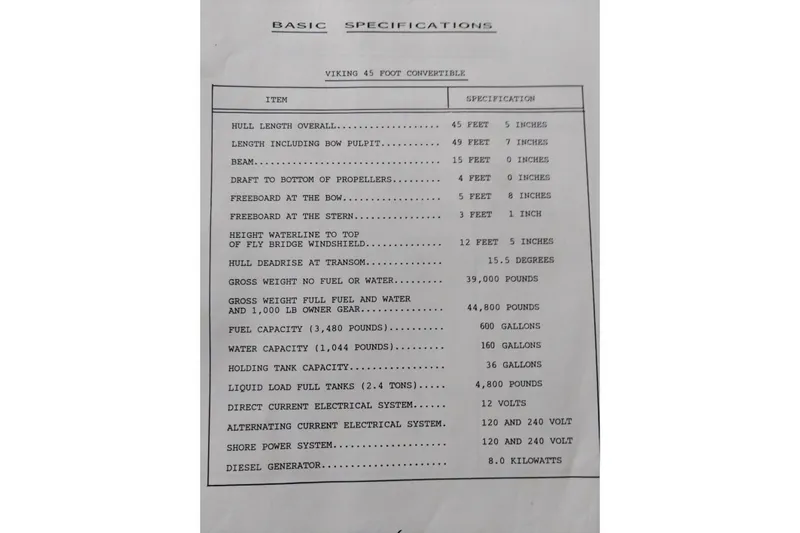 BASIC SPECIFICATIONS
VIKING 45 FOOT CONVERTIBLE
ITEM SPECIFICATION
HULL LENGTH OVERALL................... 45 FEET 5 INCHES
LENGTH INCLUDING BOW PULPIT........... 49 FEET 7 INCHES
BEAM.................................. 15 FEET 0 INCHES
DRAFT TO BOTTOM OF PROPELLERS......... 4 FEET 0 INCHES
FREEBOARD AT THE BOW.................. 5 FEET 8 INCHES
FREEBOARD AT THE STERN................ 3 FEET 1 INCH
HEIGHT WATERLINE TO TOP
OF FLY BRIDGE WINDSHIELD.............. 12 FEET 5 INCHES
HULL DEADRISE AT TRANSOM.............. 15.5 DEGREES
GROSS WEIGHT NO FUEL OR WATER......... 39,000 POUNDS
GROSS WEIGHT FULL FUEL AND WATER
AND 1,000 LB OWNER GEAR............... 44,800 POUNDS
FUEL CAPACITY (3,480 POUNDS).......... 600 GALLONS
WATER CAPACITY (1,044 POUNDS)......... 160 GALLONS
HOLDING TANK CAPACITY................. 36 GALLONS
LIQUID LOAD FULL TANKS (2.4 TONS)..... 4,800 POUNDS
DIRECT CURRENT ELECTRICAL SYSTEM...... 12 VOLTS
ALTERNATING CURRENT ELECTRICAL SYSTEM. 120 AND 240 VOLT
SHORE POWER SYSTEM.................... 120 AND 240 VOLT
DIESEL GENERATOR...................... 8.0 KILOWATTS